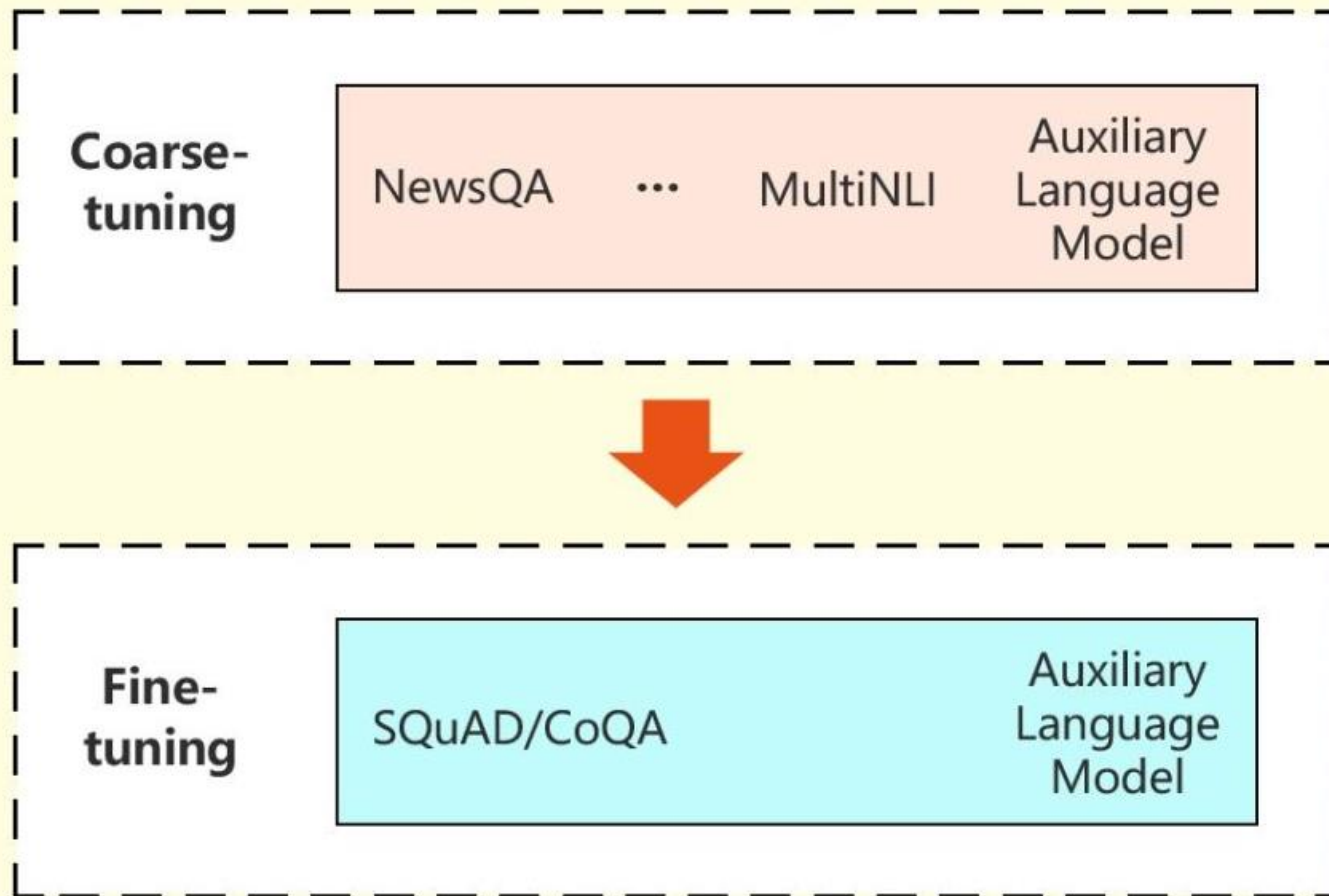 Coarse-
tuning
NewsQA ... MultiNLI
Auxiliary
Language
Model
Fine-
tuning
SQuAD/CoQA
Auxiliary
Language
Model